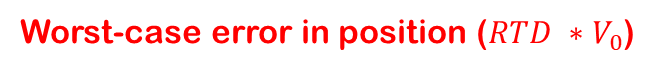 Worst-case error in position (𝑅𝑇𝐷 ∗ 𝑉₀)